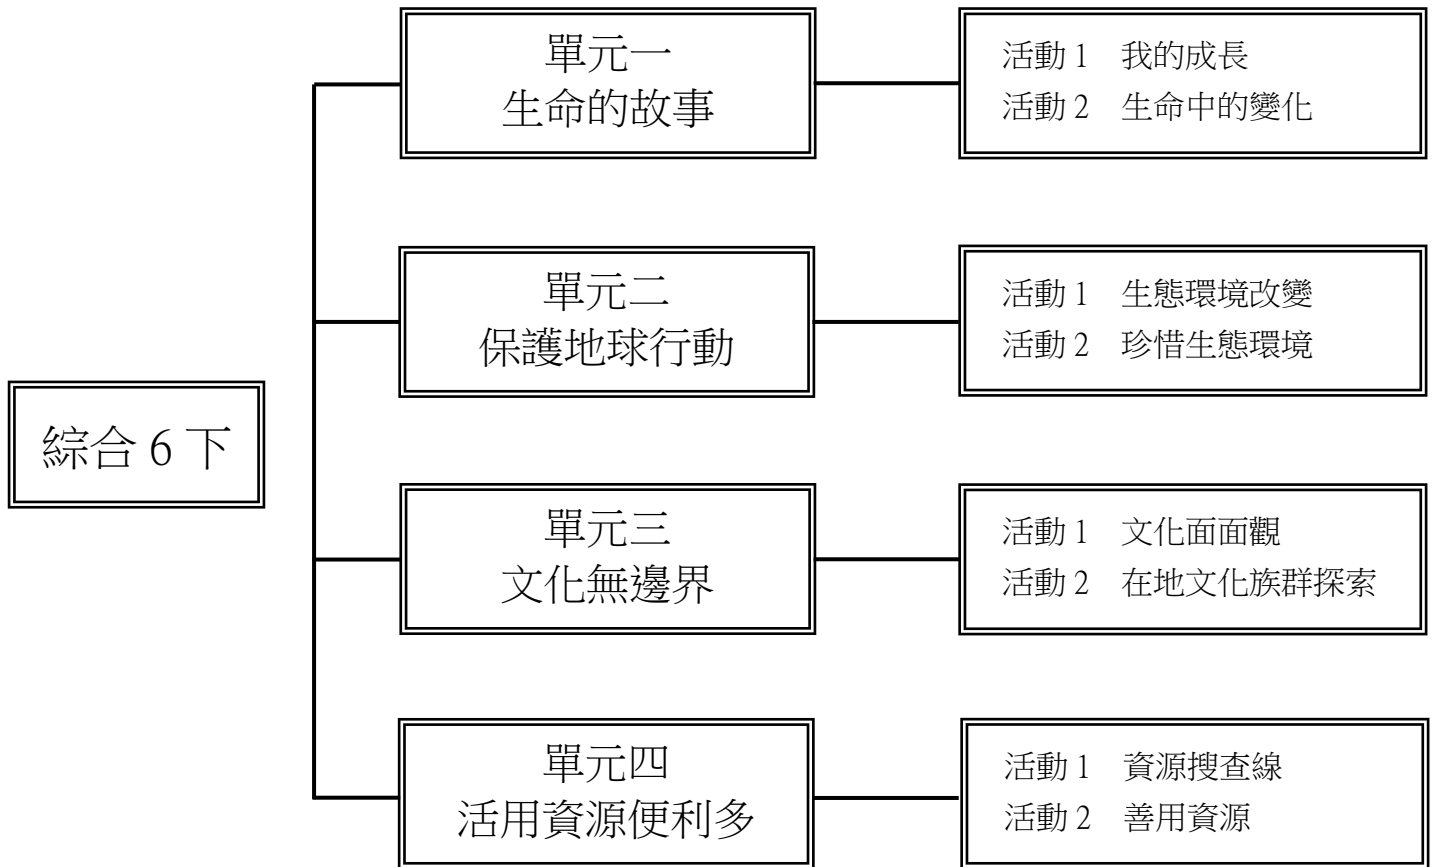 綜合 6 下
單元一
生命的故事
活動 1　我的成長
活動 2　生命中的變化
單元二
保護地球行動
活動 1　生態環境改變
活動 2　珍惜生態環境
單元三
文化無邊界
活動 1　文化面面觀
活動 2　在地文化族群探索
單元四
活用資源便利多
活動 1　資源搜查線
活動 2　善用資源